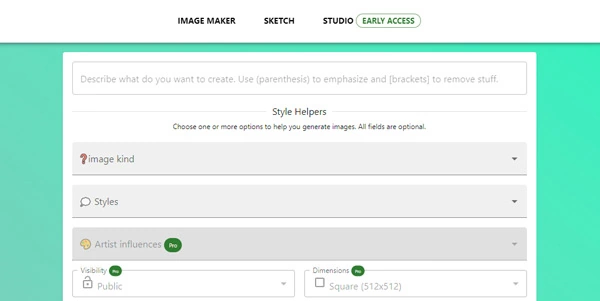 IMAGE MAKER SKETCH STUDIO EARLY ACCESS
Describe what do you want to create. Use (parenthesis) to emphasize and [brackets] to remove stuff.
Style Helpers
Choose one or more options to help you generate images. All fields are optional.
image kind
Styles
Artist influences Pro
Visibility Pro Dimensions Pro
Public Square (512x512)